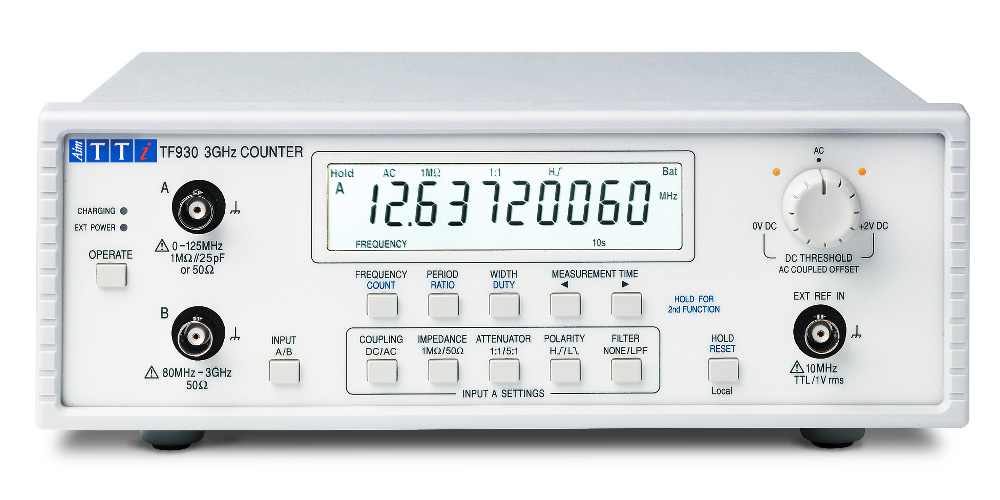 Aim TTi TF930 3GHz COUNTER
Hold AC 1MΩ 1:1 Bat
A 12.63720060 MHz
FREQUENCY 10s
A
CHARGING
EXT POWER
OPERATE
0-125MHz
1MΩ//25pF
or 50Ω
B
80MHz-3GHz
50Ω
INPUT
A/B
FREQUENCY
COUNT
PERIOD
RATIO
WIDTH
DUTY
MEASUREMENT TIME
◀ ▶
HOLD FOR
2nd FUNCTION
COUPLING
DC/AC
IMPEDANCE
1MΩ/50Ω
ATTENUATOR
1:1/5:1
POLARITY
FILTER
NONE/LPF
INPUT A SETTINGS
HOLD
RESET
Local
AC
0V DC +2V DC
DC THRESHOLD
AC COUPLED OFFSET
EXT REF IN
10MHz
TTL/1V rms